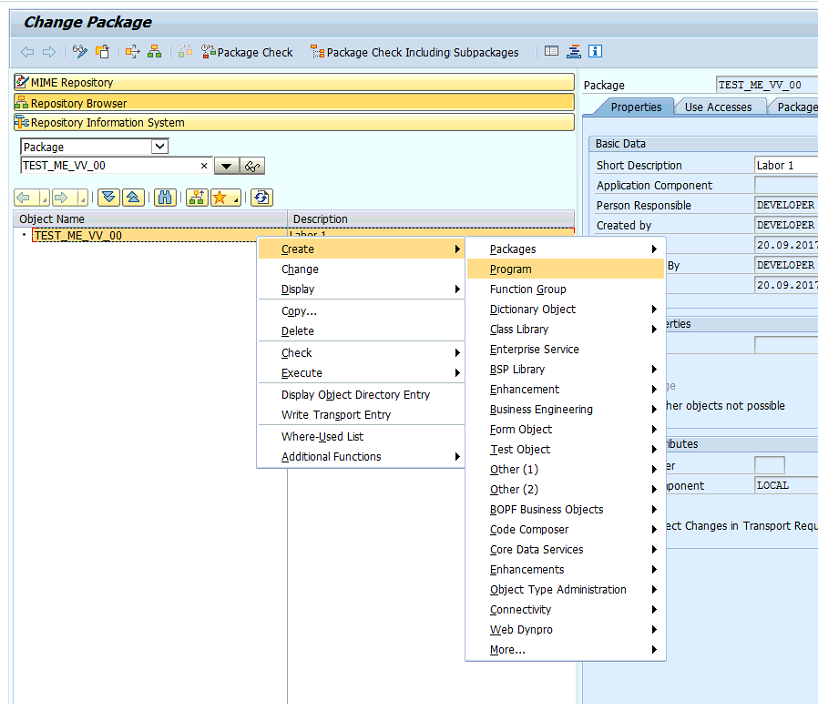 Change Package
Package Check
Package Check Including Subpackages
MIME Repository
Repository Browser
Repository Information System
Package
TEST_ME_VV_00
Object Name
Description
TEST_ME_VV_00
Labor 1
Create
Change
Display
Copy...
Delete
Check
Execute
Display Object Directory Entry
Write Transport Entry
Where-Used List
Additional Functions
Packages
Program
Function Group
Dictionary Object
Class Library
Enterprise Service
BSP Library
Enhancement
Business Engineering
Form Object
Test Object
Other (1)
Other (2)
BOPF Business Objects
Code Composer
Core Data Services
Enhancements
Object Type Administration
Connectivity
Web Dynpro
More...
Package TEST_ME_VV_00
Properties Use Accesses Package
Basic Data
Short Description Labor 1
Application Component
Person Responsible DEVELOPER
Created by DEVELOPER
20.09.2017
By DEVELOPER
20.09.2017
erties
ge
her objects not possible
ributes
er
ponent LOCAL
ect Changes in Transport Requ